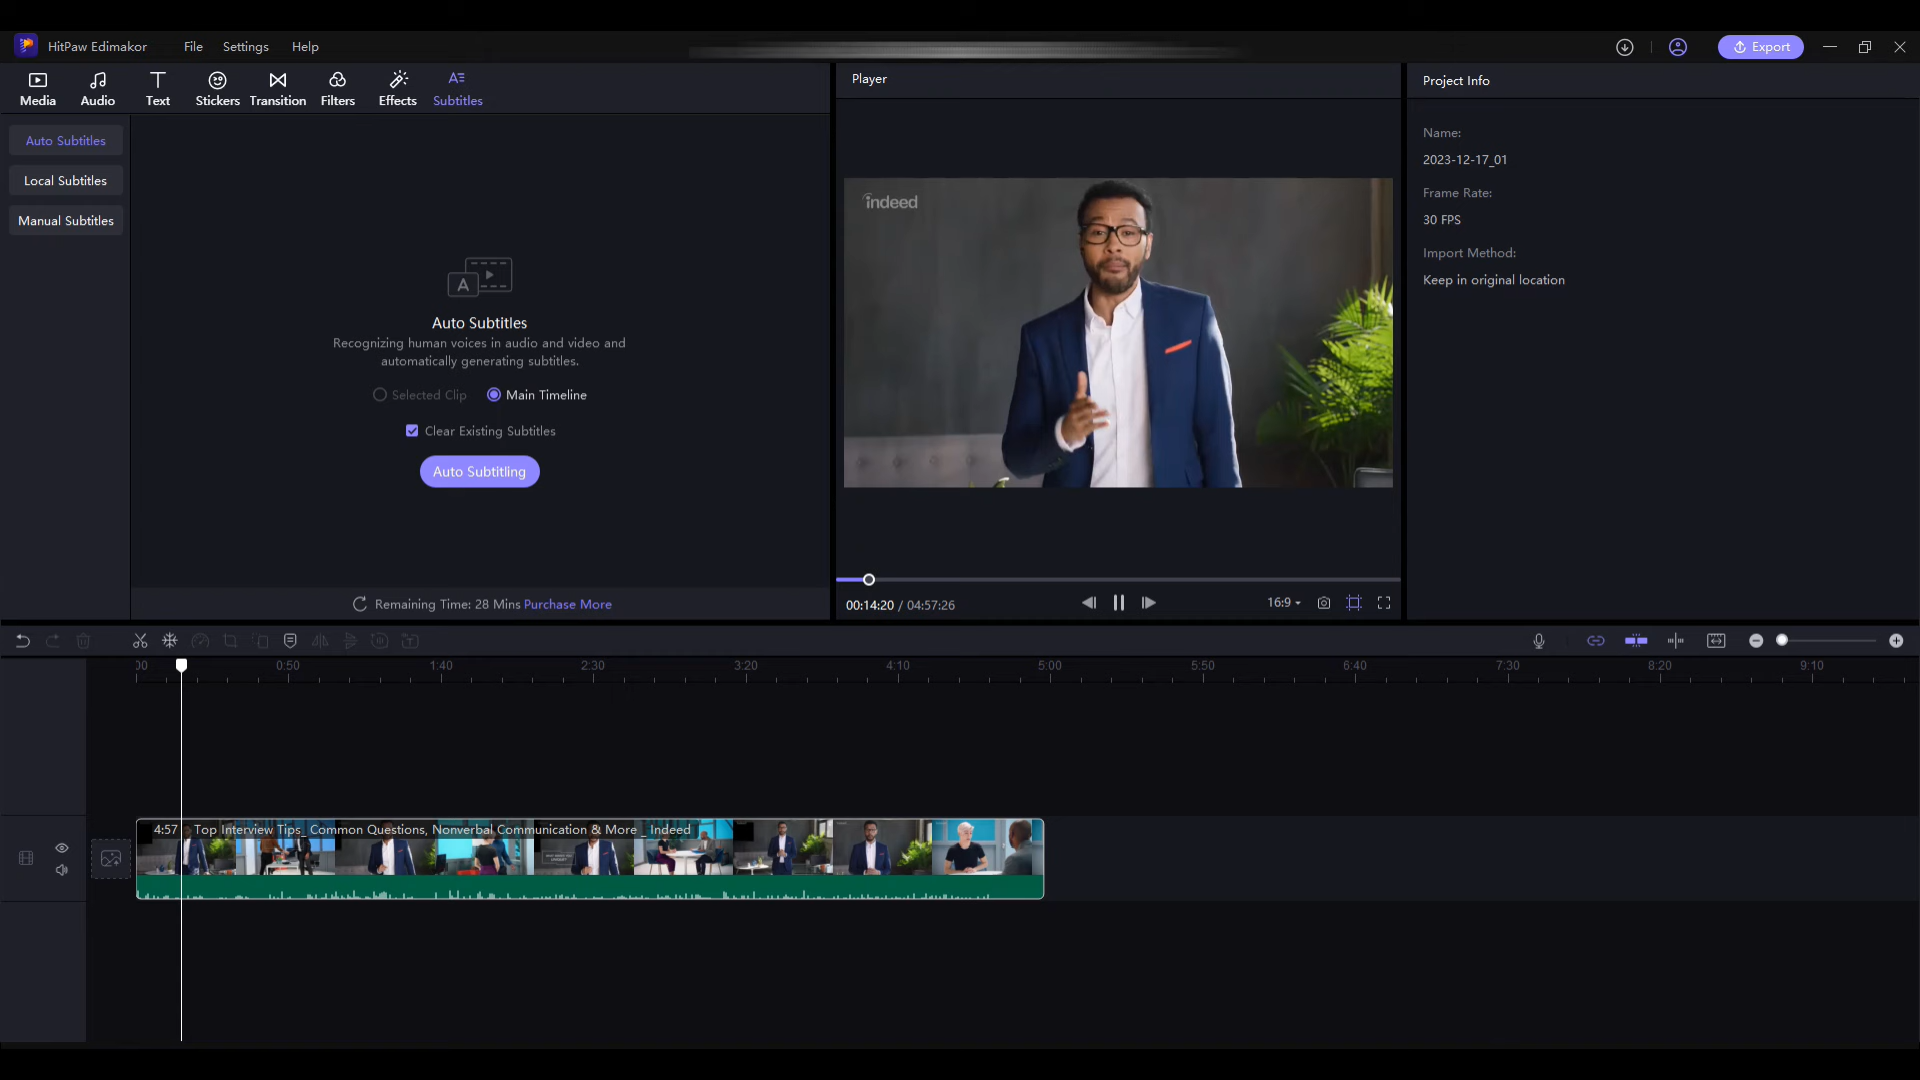 HitPaw Edimakor
File
Settings
Help
Export
Media
Audio
Text
Stickers
Transition
Filters
Effects
Subtitles
Player
Project Info
Auto Subtitles
Local Subtitles
Manual Subtitles
A
Auto Subtitles
Recognizing human voices in audio and video and
automatically generating subtitles.
Selected Clip
Main Timeline
Clear Existing Subtitles
Auto Subtitling
Remaining Time: 28 Mins Purchase More
indeed
00:14:20 / 04:57:26
16:9
Name:
2023-12-17_01
Frame Rate:
30 FPS
Import Method:
Keep in original location
00
0:50
1:40
2:30
3:20
4:10
5:00
5:50
6:40
7:30
8:20
9:10
4:57
Top Interview Tips_ Common Questions, Nonverbal Communication & More _ Indeed